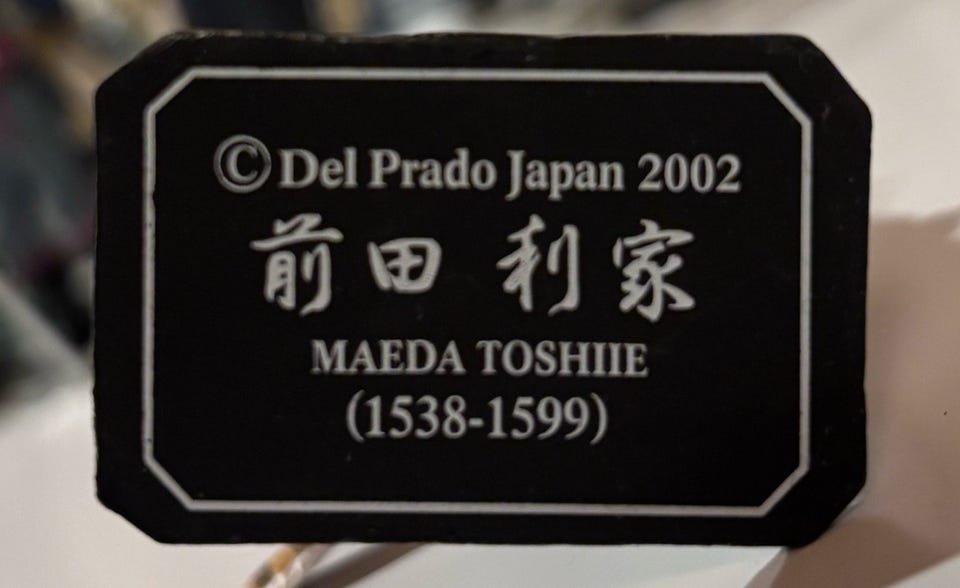 © Del Prado Japan 2002
前田 利家
MAEDA TOSHIIE
(1538-1599)